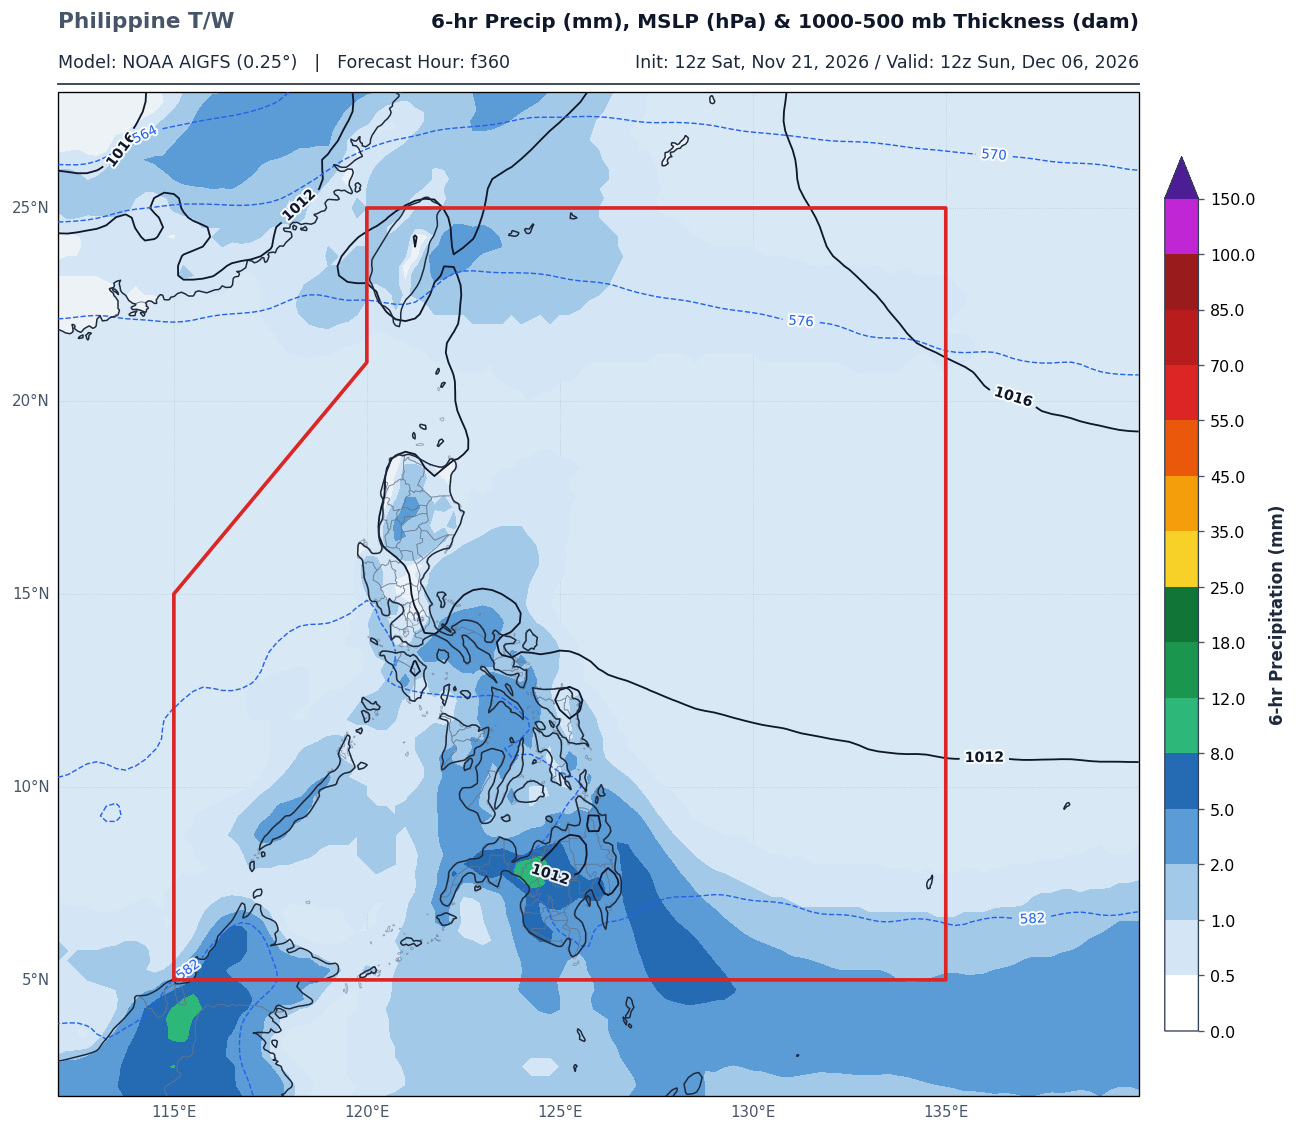 Philippine T/W
6-hr Precip (mm), MSLP (hPa) & 1000-500 mb Thickness (dam)
Model: NOAA AIGFS (0.25°) | Forecast Hour: f360
Init: 12z Sat, Nov 21, 2026 / Valid: 12z Sun, Dec 06, 2026
564
1016
570
1012
25°N
576
20°N
1016
15°N
1012
10°N
1012
582
582
5°N
115°E
120°E
125°E
130°E
135°E
150.0
100.0
85.0
70.0
55.0
45.0
35.0
25.0
18.0
12.0
8.0
5.0
2.0
1.0
0.5
0.0
6-hr Precipitation (mm)